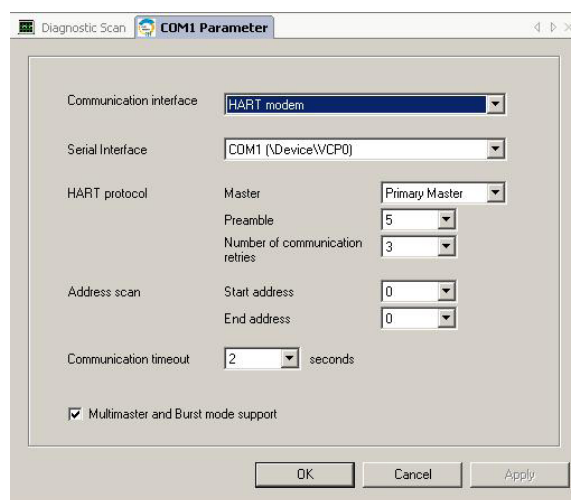 Diagnostic Scan COM1 Parameter
Communication interface HART modem
Serial Interface COM1 (\Device\VCP0)
HART protocol Master Primary Master
Preamble 5
Number of communication
retries 3
Address scan Start address 0
End address 0
Communication timeout 2 seconds
Multimaster and Burst mode support
OK Cancel Apply